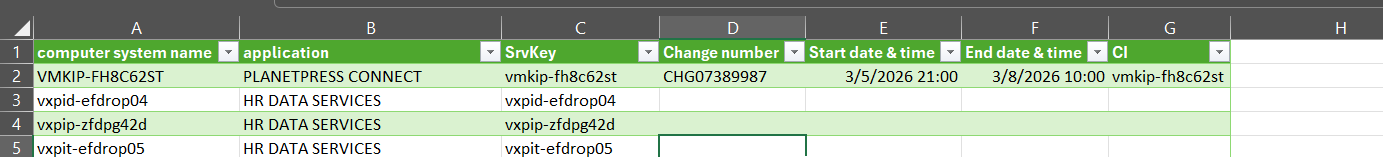 A B C D E F G H
1 computer system name application SrvKey Change number Start date & time End date & time CI
2 VMKIP-FH8C62ST PLANETPRESS CONNECT vmkip-fh8c62st CHG07389987 3/5/2026 21:00 3/8/2026 10:00 vmkip-fh8c62st
3 vxpid-efdrop04 HR DATA SERVICES vxpid-efdrop04
4 vxpip-zfdpg42d HR DATA SERVICES vxpip-zfdpg42d
5 vxpit-efdrop05 HR DATA SERVICES vxpit-efdrop05